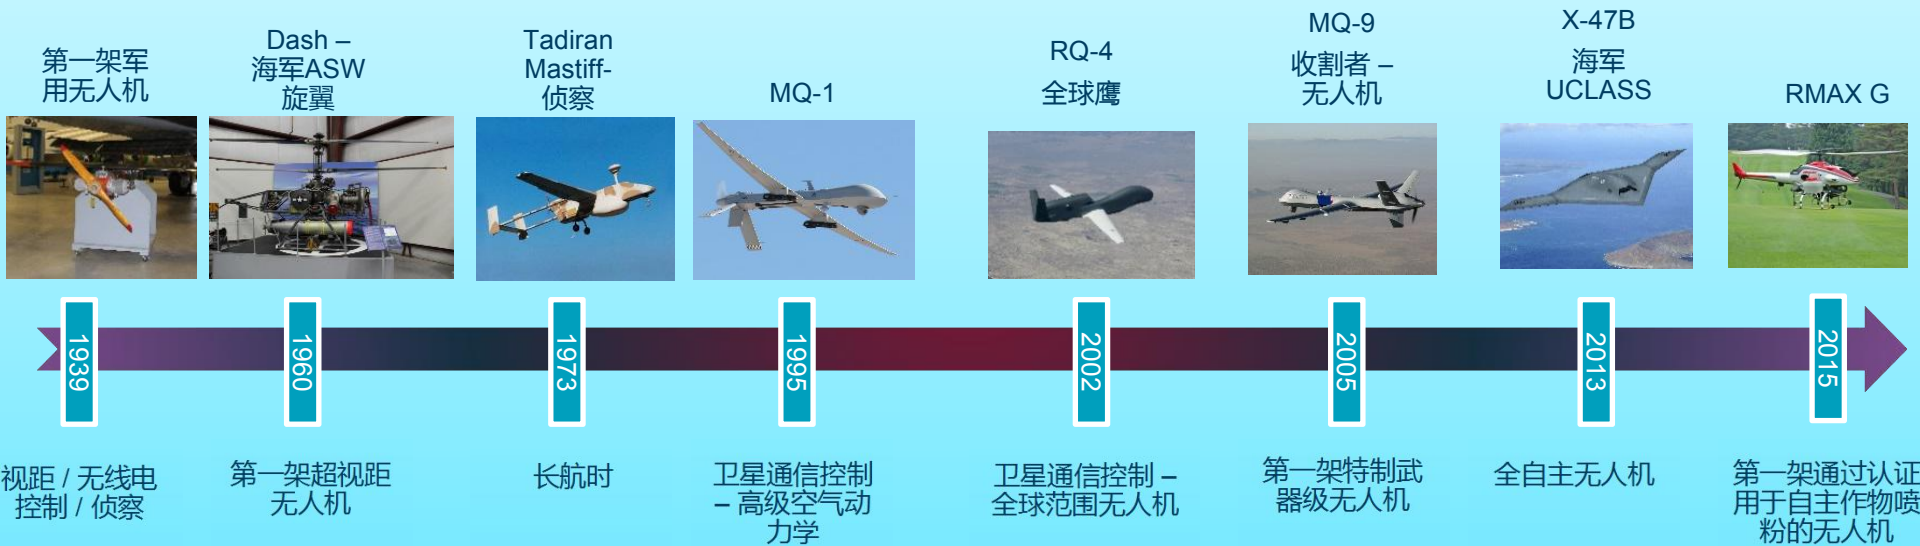 第一架军
用无人机
Dash –
海军ASW
旋翼
Tadiran
Mastiff-
侦察
MQ-1
RQ-4
全球鹰
MQ-9
收割者 –
无人机
X-47B
海军
UCLASS
RMAX G
1939
1960
1973
1995
2002
2005
2013
2015
视距 / 无线电
控制 / 侦察
第一架超视距
无人机
长航时
卫星通信控制
– 高级空气动
力学
卫星通信控制 –
全球范围无人机
第一架特制武
器级无人机
全自主无人机
第一架通过认证
用于自主作物喷
粉的无人机